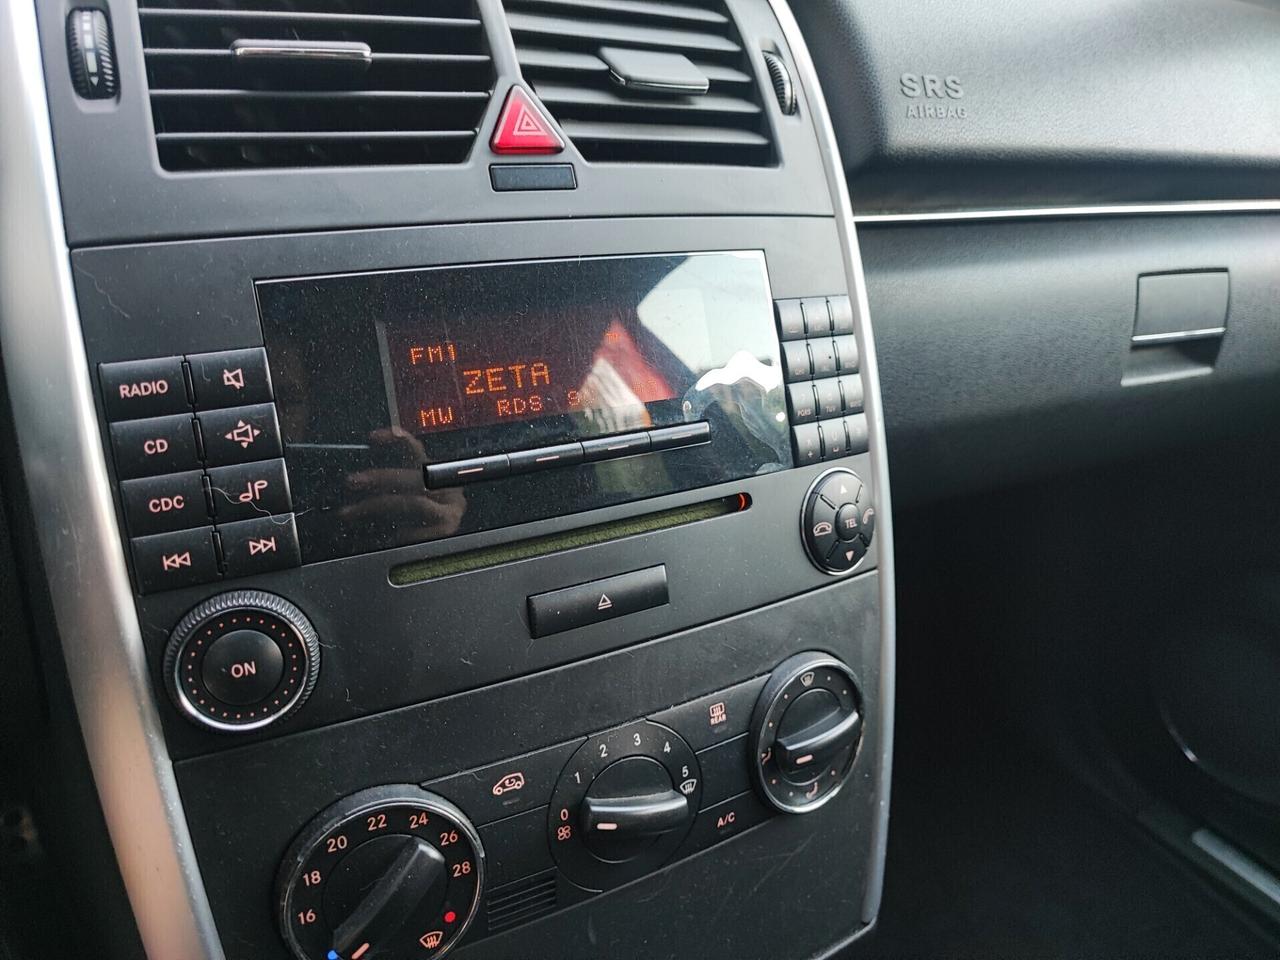 SRS
AIRBAG
FM1
ZETA
MW RDS
RADIO
CD
CDC
TEL
ON
REAR
0 1 2 3 4 5
A/C
16 18 20 22 24 26 28